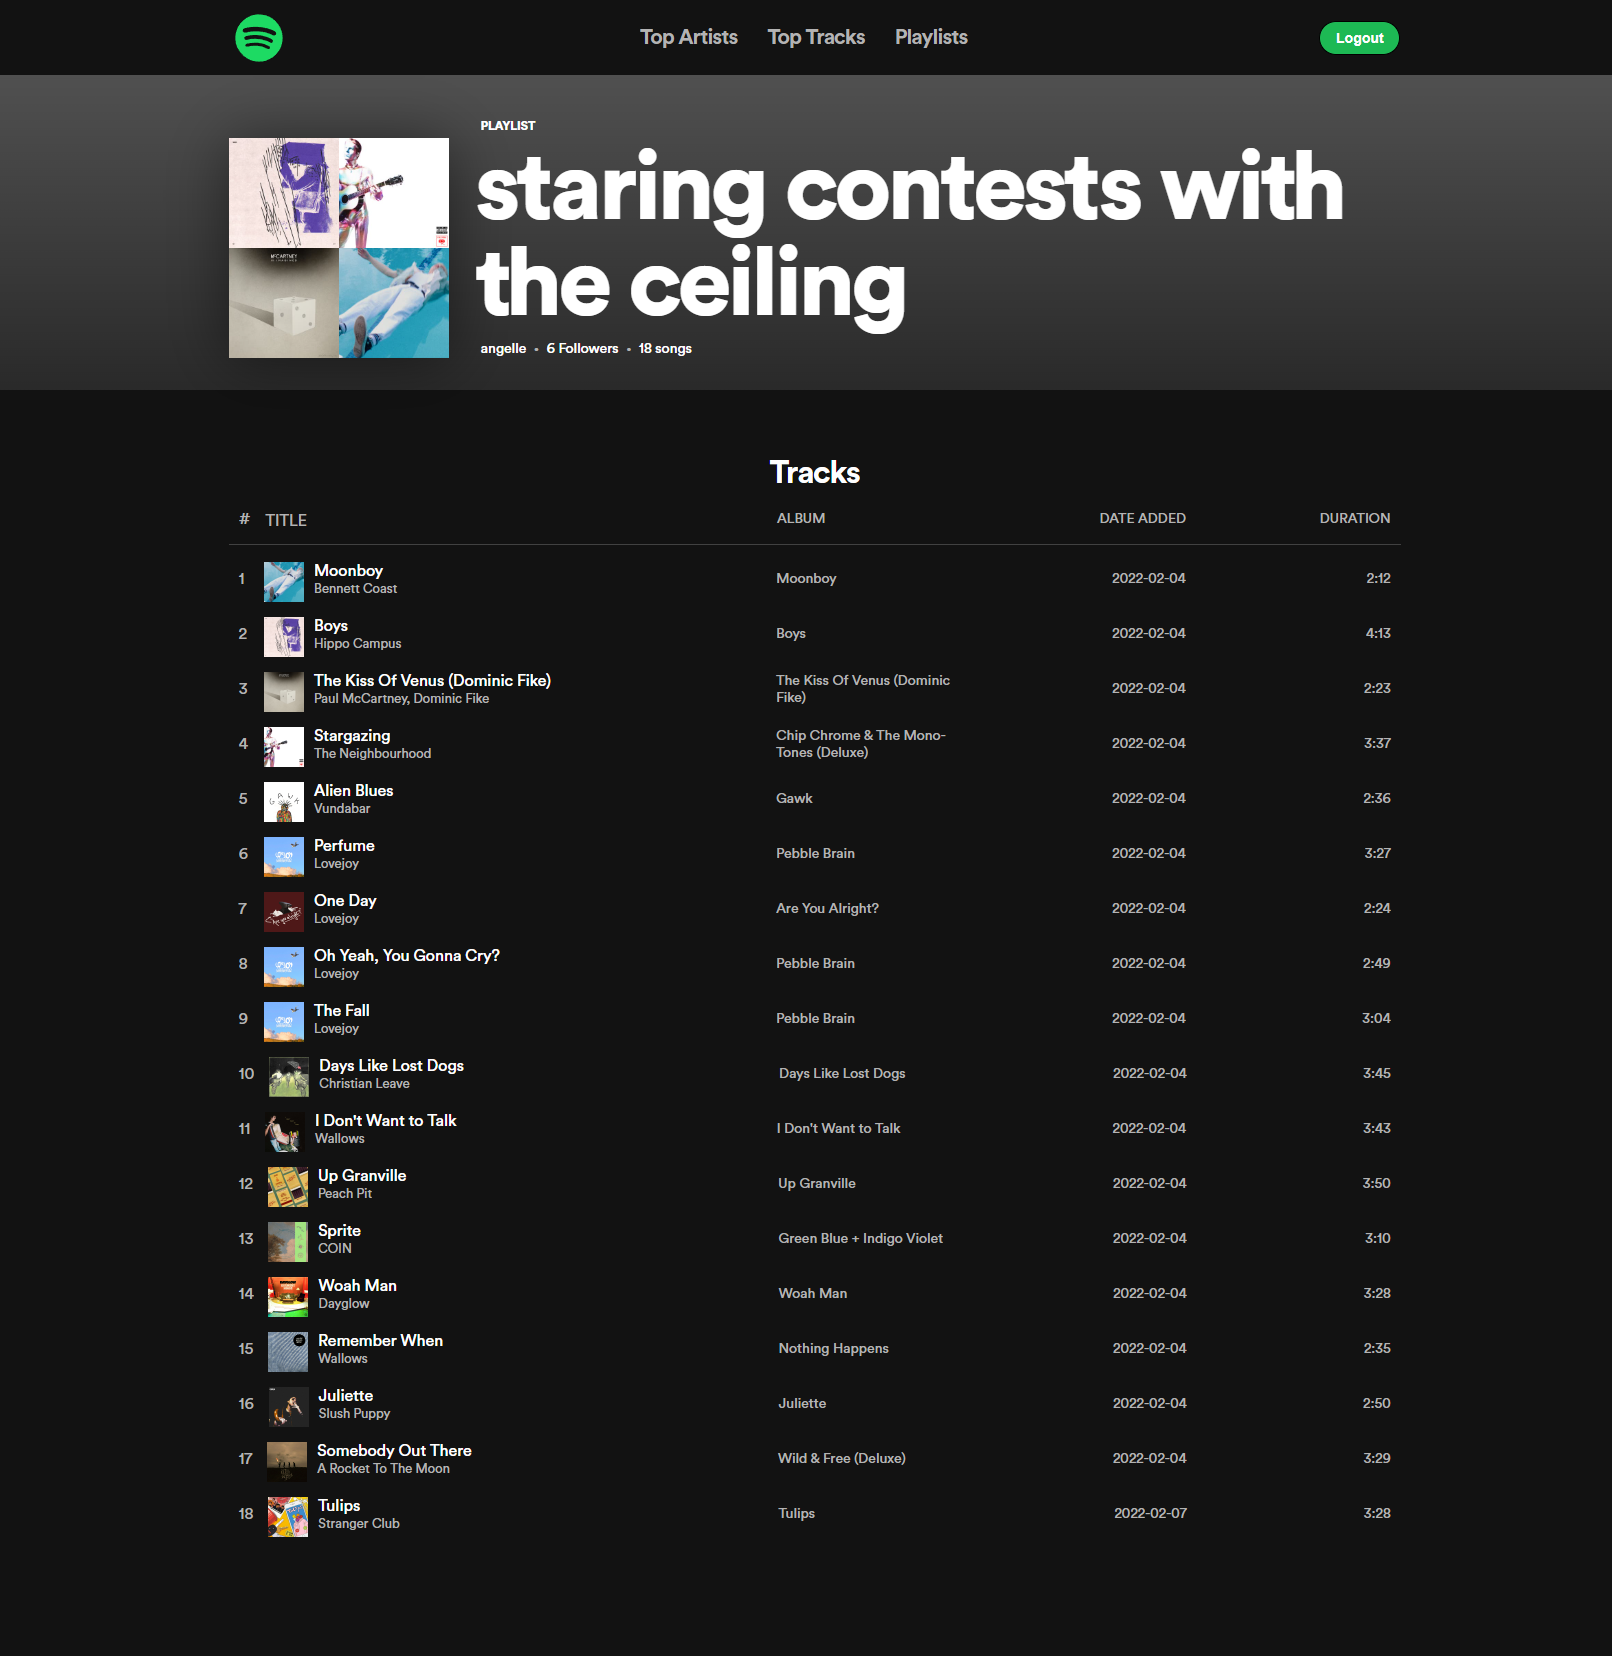 Top Artists Top Tracks Playlists Logout
PLAYLIST
staring contests with
the ceiling
MCCARTNEY
angelle • 6 Followers • 18 songs
Tracks
# TITLE ALBUM DATE ADDED DURATION
1 Moonboy Moonboy 2022-02-04 2:12
Bennett Coast
2 Boys Boys 2022-02-04 4:13
Hippo Campus
3 The Kiss Of Venus (Dominic Fike) The Kiss Of Venus (Dominic 2022-02-04 2:23
Paul McCartney, Dominic Fike Fike)
4 Stargazing Chip Chrome & The Mono- 2022-02-04 3:37
The Neighbourhood Tones (Deluxe)
5 Alien Blues Gawk 2022-02-04 2:36
Vundabar
6 Perfume Pebble Brain 2022-02-04 3:27
Lovejoy
7 One Day Are You Alright? 2022-02-04 2:24
Lovejoy
8 Oh Yeah, You Gonna Cry? Pebble Brain 2022-02-04 2:49
Lovejoy
9 The Fall Pebble Brain 2022-02-04 3:04
Lovejoy
10 Days Like Lost Dogs Days Like Lost Dogs 2022-02-04 3:45
Christian Leave
11 I Don't Want to Talk I Don't Want to Talk 2022-02-04 3:43
Wallows
12 Up Granville Up Granville 2022-02-04 3:50
Peach Pit
13 Sprite Green Blue + Indigo Violet 2022-02-04 3:10
COIN
14 Woah Man Woah Man 2022-02-04 3:28
Dayglow
15 Remember When Nothing Happens 2022-02-04 2:35
Wallows
16 Juliette Juliette 2022-02-04 2:50
Slush Puppy
17 Somebody Out There Wild & Free (Deluxe) 2022-02-04 3:29
A Rocket To The Moon
18 Tulips Tulips 2022-02-07 3:28
Stranger Club